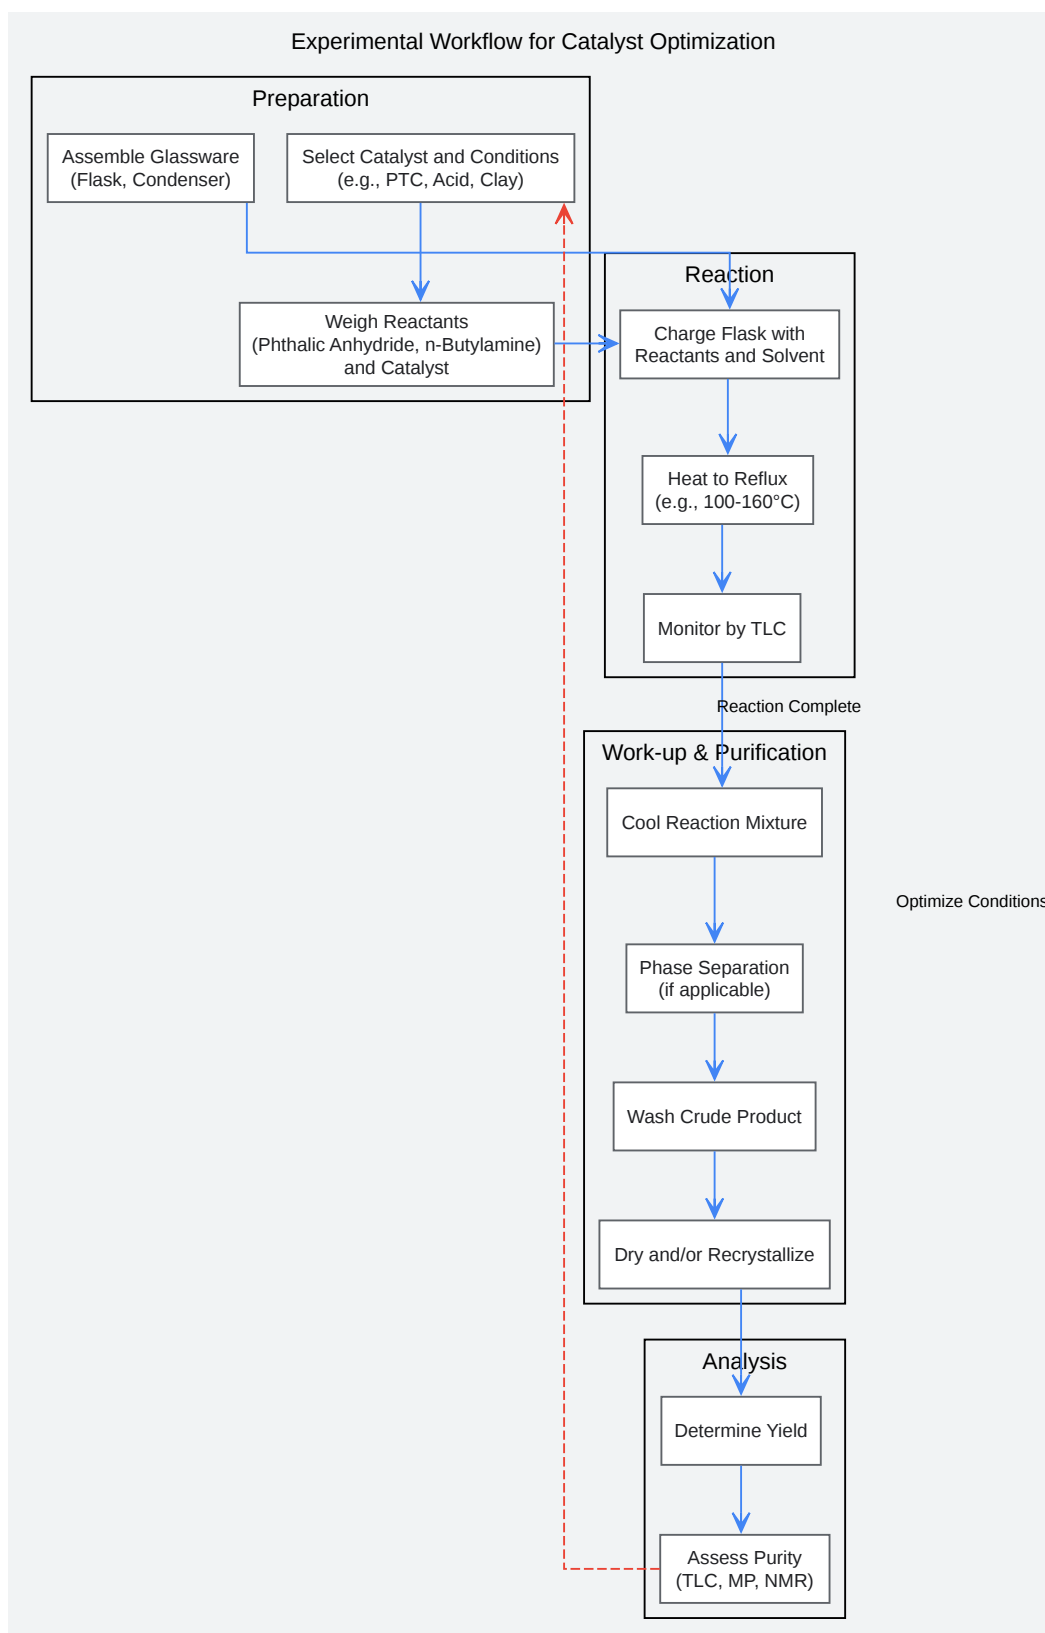 Experimental Workflow for Catalyst Optimization
Preparation
Assemble Glassware
(Flask, Condenser)
Select Catalyst and Conditions
(e.g., PTC, Acid, Clay)
Weigh Reactants
(Phthalic Anhydride, n-Butylamine)
and Catalyst
Reaction
Charge Flask with
Reactants and Solvent
Heat to Reflux
(e.g., 100-160°C)
Monitor by TLC
Reaction Complete
Work-up & Purification
Cool Reaction Mixture
Optimize Conditions
Phase Separation
(if applicable)
Wash Crude Product
Dry and/or Recrystallize
Analysis
Determine Yield
Assess Purity
(TLC, MP, NMR)